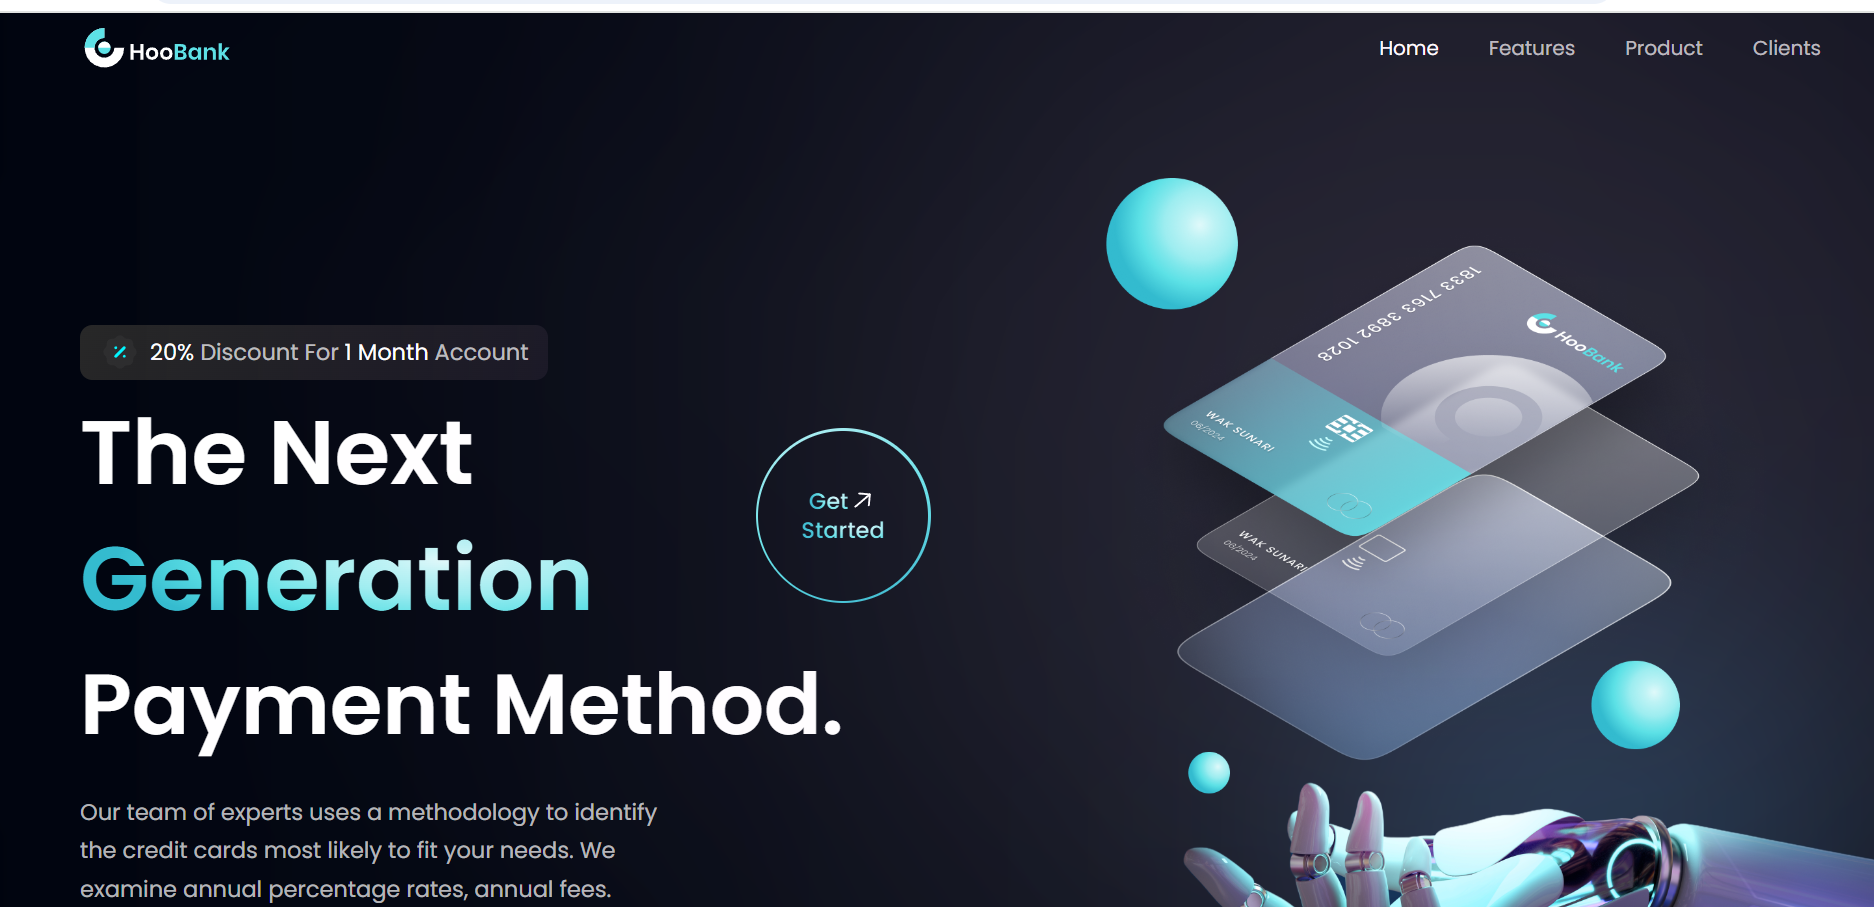 HooBank
Home Features Product Clients
20% Discount For 1 Month Account
The Next
Generation
Payment Method.
Get
Started
Our team of experts uses a methodology to identify
the credit cards most likely to fit your needs. We
examine annual percentage rates, annual fees.
1833 7163 3892 1028
HooBank
WAK SUNARI
08/2024
WAK SUNARI
08/2024